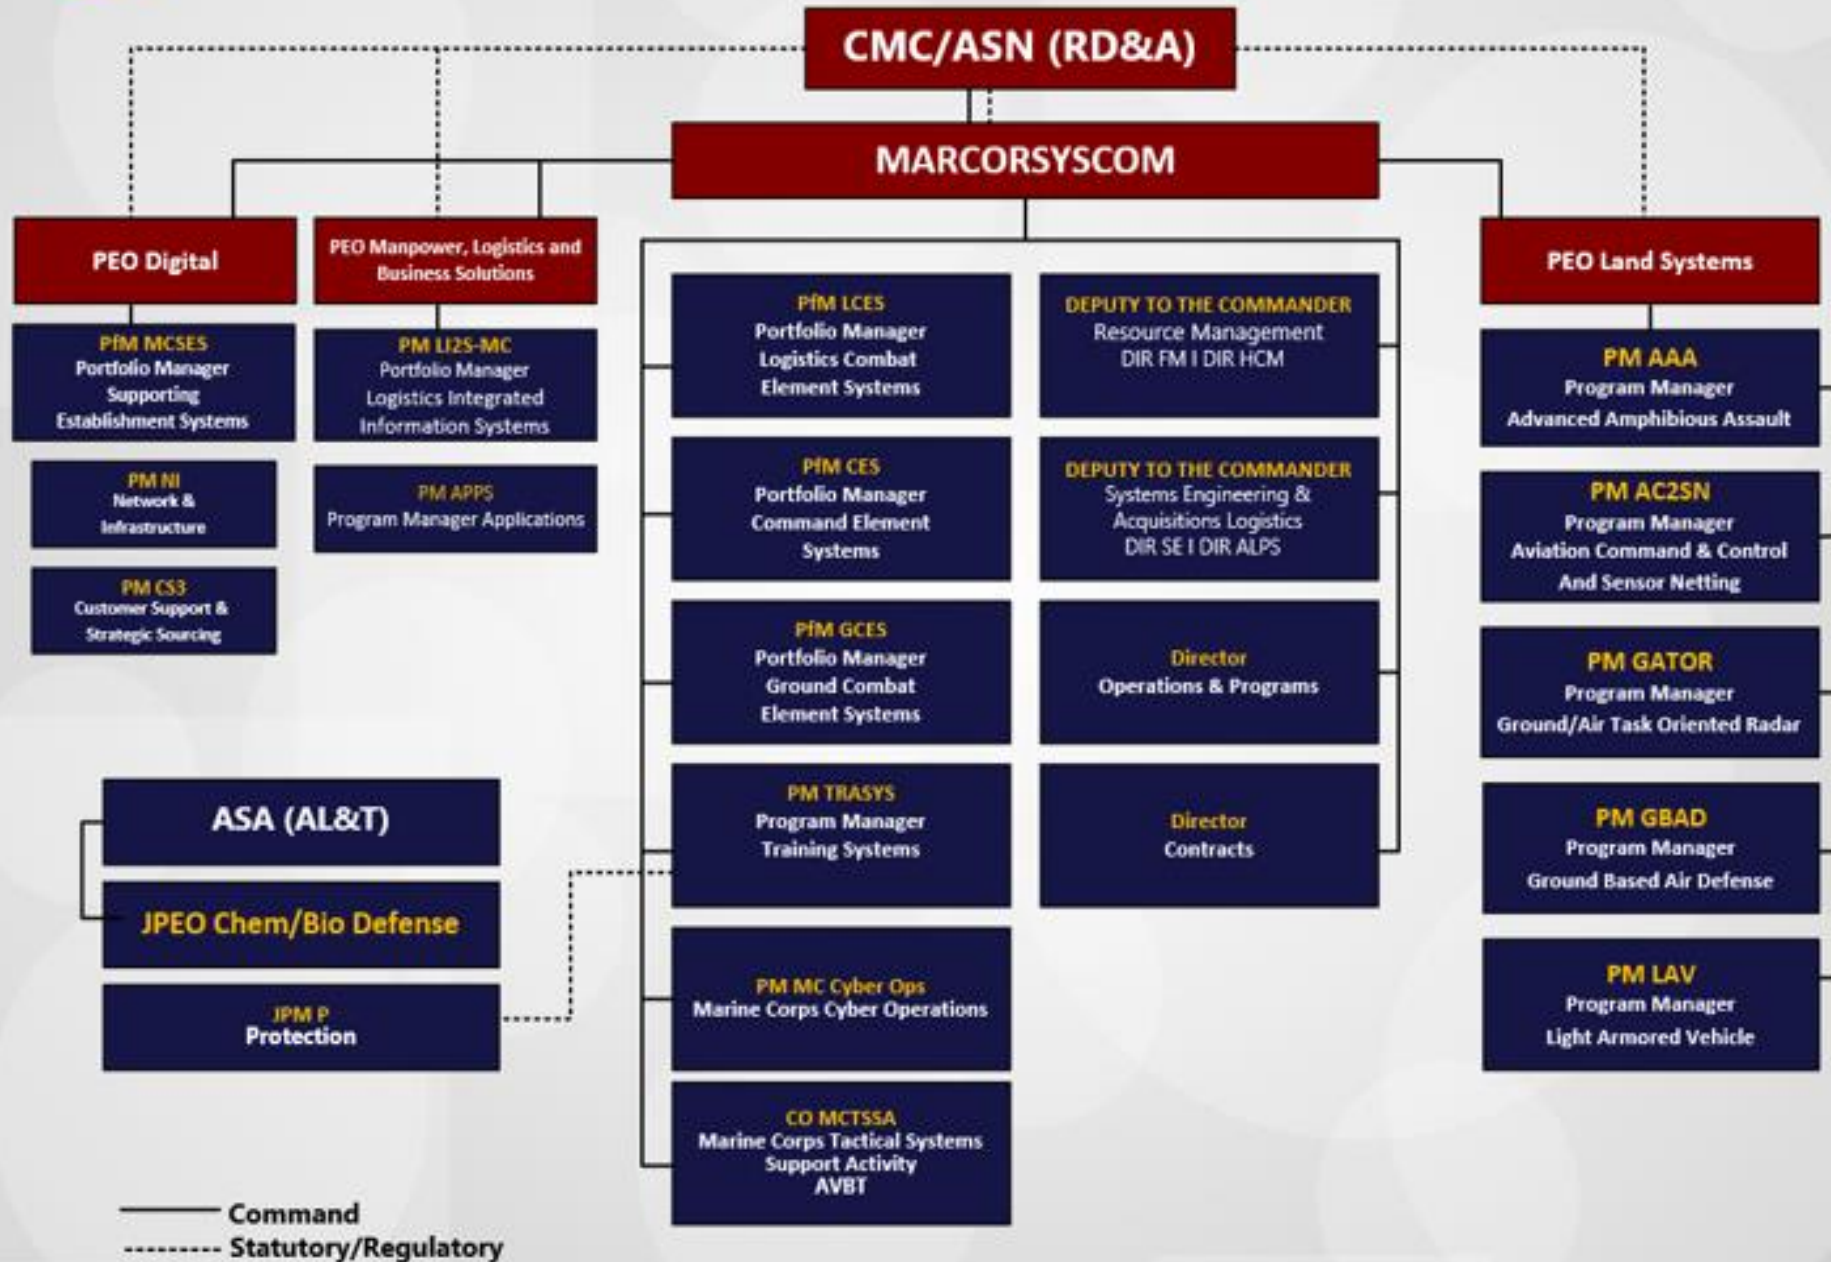 CMC/ASN (RD&A)
MARCORSYSCOM
PEO Digital
PfM MCSES
Portfolio Manager
Supporting
Establishment Systems
PM NI
Network &
Infrastructure
PM CS3
Customer Support &
Strategic Sourcing
PEO Manpower, Logistics and
Business Solutions
PM LI2S-MC
Portfolio Manager
Logistics Integrated
Information Systems
PM APPS
Program Manager Applications
PfM LCES
Portfolio Manager
Logistics Combat
Element Systems
PfM CES
Portfolio Manager
Command Element
Systems
PfM GCES
Portfolio Manager
Ground Combat
Element Systems
PM TRASYS
Program Manager
Training Systems
PM MC Cyber Ops
Marine Corps Cyber Operations
CO MCTSSA
Marine Corps Tactical Systems
Support Activity
AVBT
DEPUTY TO THE COMMANDER
Resource Management
DIR FM I DIR HCM
DEPUTY TO THE COMMANDER
Systems Engineering &
Acquisitions Logistics
DIR SE I DIR ALPS
Director
Operations & Programs
Director
Contracts
PEO Land Systems
PM AAA
Program Manager
Advanced Amphibious Assault
PM AC2SN
Program Manager
Aviation Command & Control
And Sensor Netting
PM GATOR
Program Manager
Ground/Air Task Oriented Radar
PM GBAD
Program Manager
Ground Based Air Defense
PM LAV
Program Manager
Light Armored Vehicle
ASA (AL&T)
JPEO Chem/Bio Defense
JPM P
Protection
Command
Statutory/Regulatory